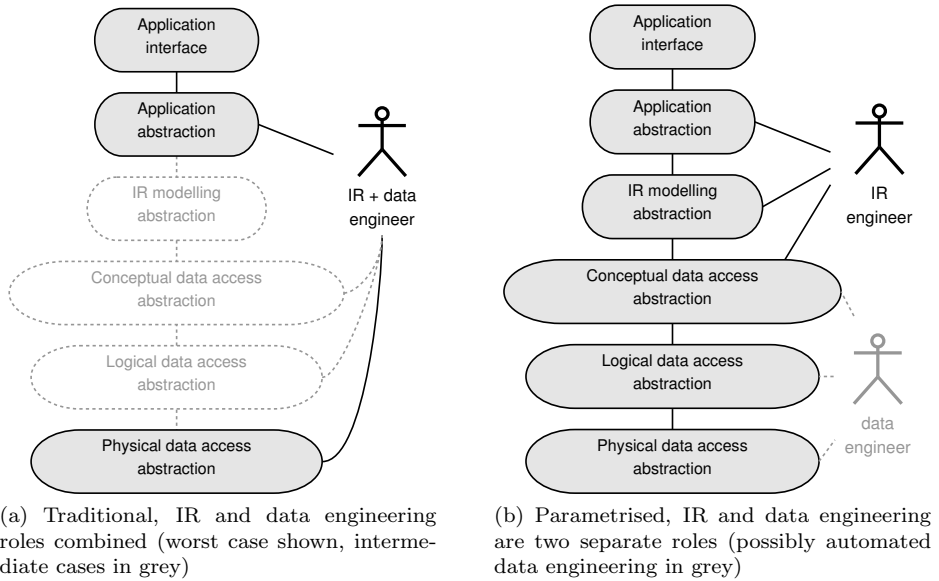 Application
interface
Application
abstraction
IR modelling
abstraction
Conceptual data access
abstraction
Logical data access
abstraction
Physical data access
abstraction
IR + data
engineer
(a) Traditional, IR and data engineering
roles combined (worst case shown, interme-
diate cases in grey)
Application
interface
Application
abstraction
IR modelling
abstraction
Conceptual data access
abstraction
Logical data access
abstraction
Physical data access
abstraction
IR
engineer
data
engineer
(b) Parametrised, IR and data engineering
are two separate roles (possibly automated
data engineering in grey)